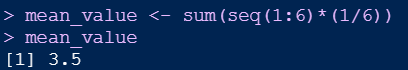 > mean_value <- sum(seq(1:6)*(1/6))
> mean_value
[1] 3.5